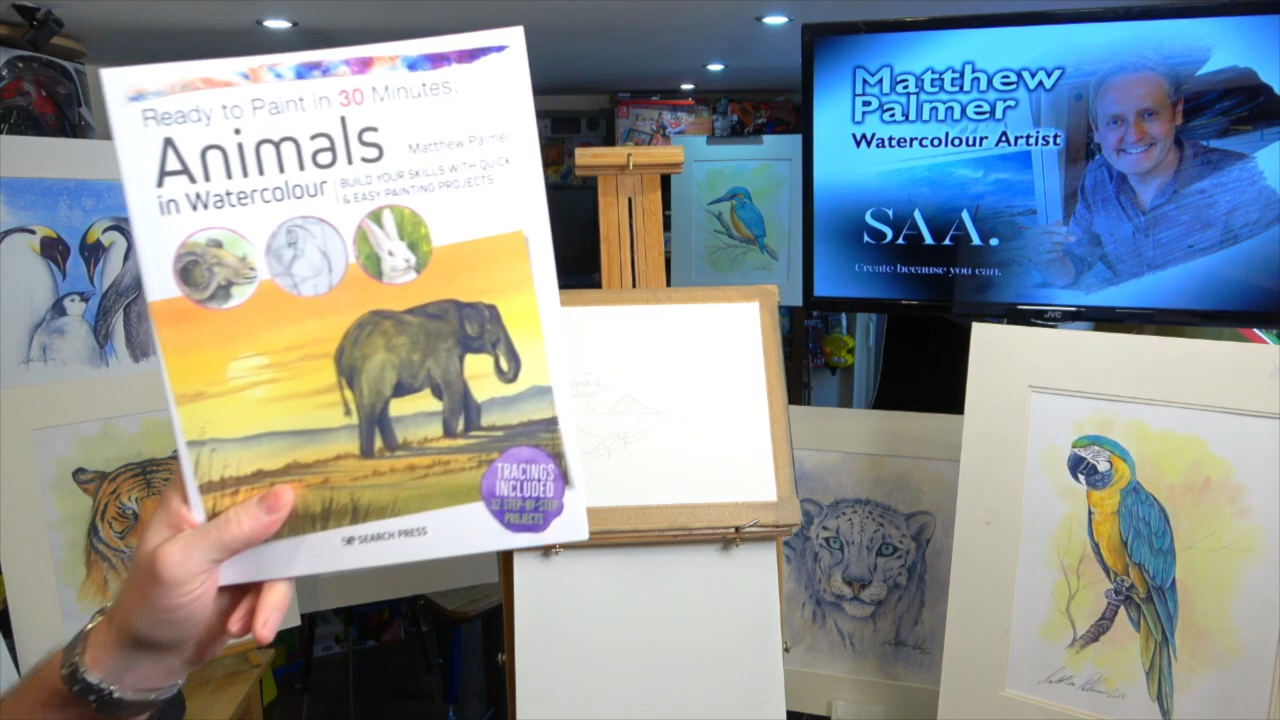 Ready to Paint in 30 Minutes:
Animals
Matthew Palmer
in Watercolour
BUILD YOUR SKILLS WITH QUICK
& EASY PAINTING PROJECTS
TRACINGS
INCLUDED
32 STEP-BY-STEP
PROJECTS
SEARCH PRESS
Matthew
Palmer
Watercolour Artist
SAA.
Create because you can.
JVC